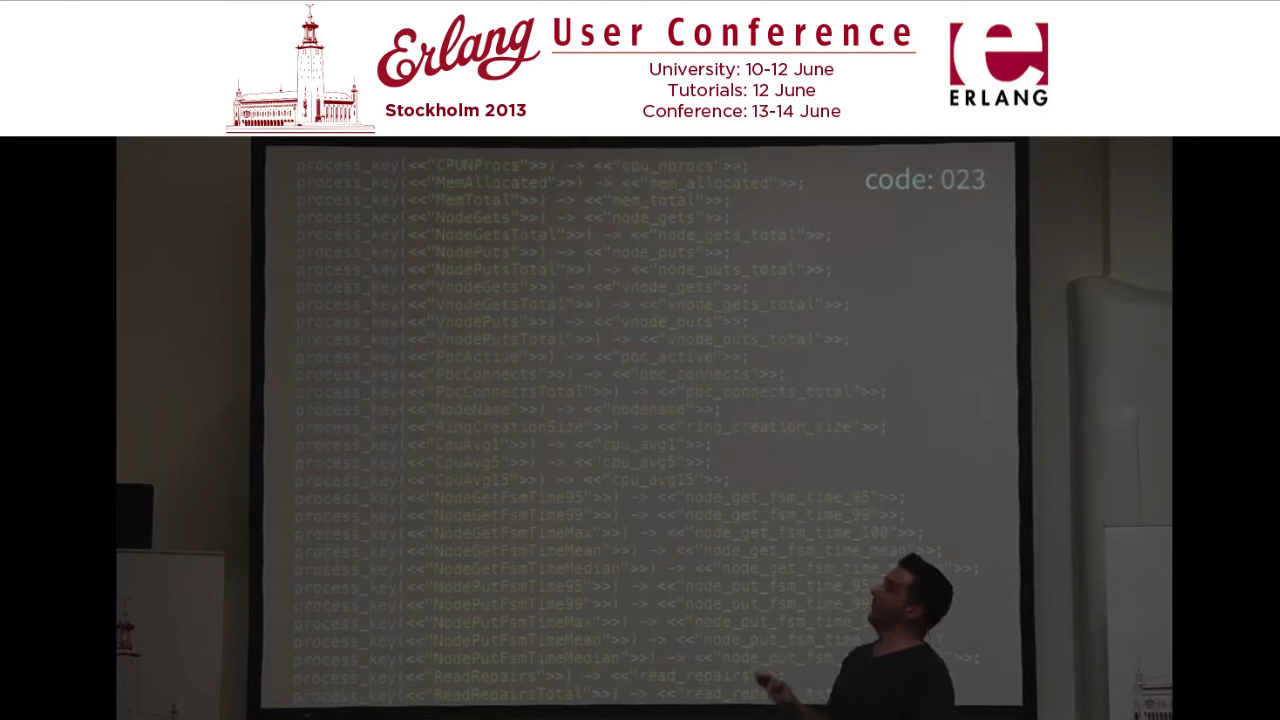 Erlang User Conference
Stockholm 2013
University: 10-12 June
Tutorials: 12 June
Conference: 13-14 June
ERLANG
code: 023
process_key(<<"CPUNProcs">>) -> <<"cpu_nprocs">>;
process_key(<<"MemAllocated">>) -> <<"mem_allocated">>;
process_key(<<"MemTotal">>) -> <<"mem_total">>;
process_key(<<"NodeGets">>) -> <<"node_gets">>;
process_key(<<"NodeGetsTotal">>) -> <<"node_gets_total">>;
process_key(<<"NodePuts">>) -> <<"node_puts">>;
process_key(<<"NodePutsTotal">>) -> <<"node_puts_total">>;
process_key(<<"VnodeGets">>) -> <<"vnode_gets">>;
process_key(<<"VnodeGetsTotal">>) -> <<"vnode_gets_total">>;
process_key(<<"VnodePuts">>) -> <<"vnode_puts">>;
process_key(<<"VnodePutsTotal">>) -> <<"vnode_puts_total">>;
process_key(<<"PbcActive">>) -> <<"pbc_active">>;
process_key(<<"PbcConnects">>) -> <<"pbc_connects">>;
process_key(<<"PbcConnectsTotal">>) -> <<"pbc_connects_total">>;
process_key(<<"NodeName">>) -> <<"nodename">>;
process_key(<<"RingCreationSize">>) -> <<"ring_creation_size">>;
process_key(<<"CpuAvg1">>) -> <<"cpu_avg1">>;
process_key(<<"CpuAvg5">>) -> <<"cpu_avg5">>;
process_key(<<"CpuAvg15">>) -> <<"cpu_avg15">>;
process_key(<<"NodeGetFsmTime95">>) -> <<"node_get_fsm_time_95">>;
process_key(<<"NodeGetFsmTime99">>) -> <<"node_get_fsm_time_99">>;
process_key(<<"NodeGetFsmTimeMax">>) -> <<"node_get_fsm_time_100">>;
process_key(<<"NodeGetFsmTimeMean">>) -> <<"node_get_fsm_time_mean">>;
process_key(<<"NodeGetFsmTimeMedian">>) -> <<"node_get_fsm_time
process_key(<<"NodePutFsmTime95">>) -> <<"node_put_fsm_time_95
process_key(<<"NodePutFsmTime99">>) -> <<"node_put_fsm_time_99
process_key(<<"NodePutFsmTimeMax">>) -> <<"node_put_fsm_time
process_key(<<"NodePutFsmTimeMean">>) -> <<"node_put_fsm_time
process_key(<<"NodePutFsmTimeMedian">>) -> <<"node_put_fsm
process_key(<<"ReadRepairs">>) -> <<"read_repairs
process_key(<<"ReadRepairsTotal">>) -> <<"read_repa